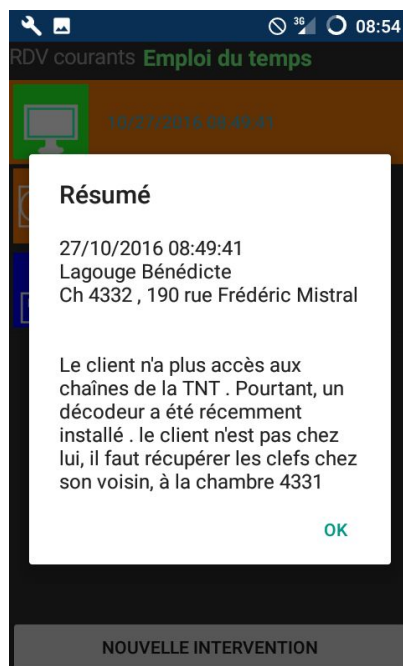 3G 08:54
RDV courants Emploi du temps
10/27/2016 08:49:41
Résumé
27/10/2016 08:49:41
Lagouge Bénédicte
Ch 4332 , 190 rue Frédéric Mistral
Le client n'a plus accès aux
chaînes de la TNT . Pourtant, un
décodeur a été récemment
installé . le client n'est pas chez
lui, il faut récupérer les clefs chez
son voisin, à la chambre 4331
OK
NOUVELLE INTERVENTION